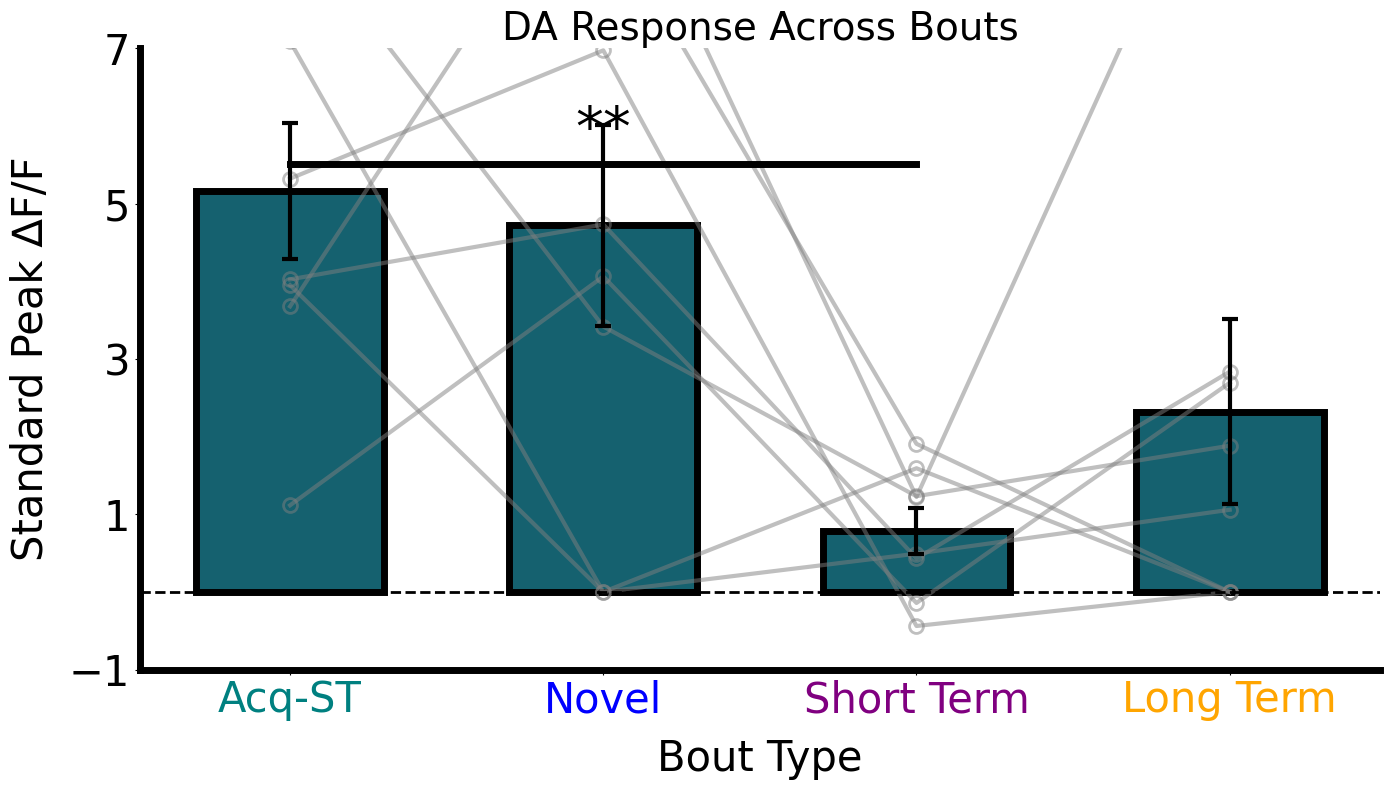 DA Response Across Bouts
7
5
3
1
−1
Standard Peak ΔF/F
**
Acq-ST Novel Short Term Long Term
Bout Type